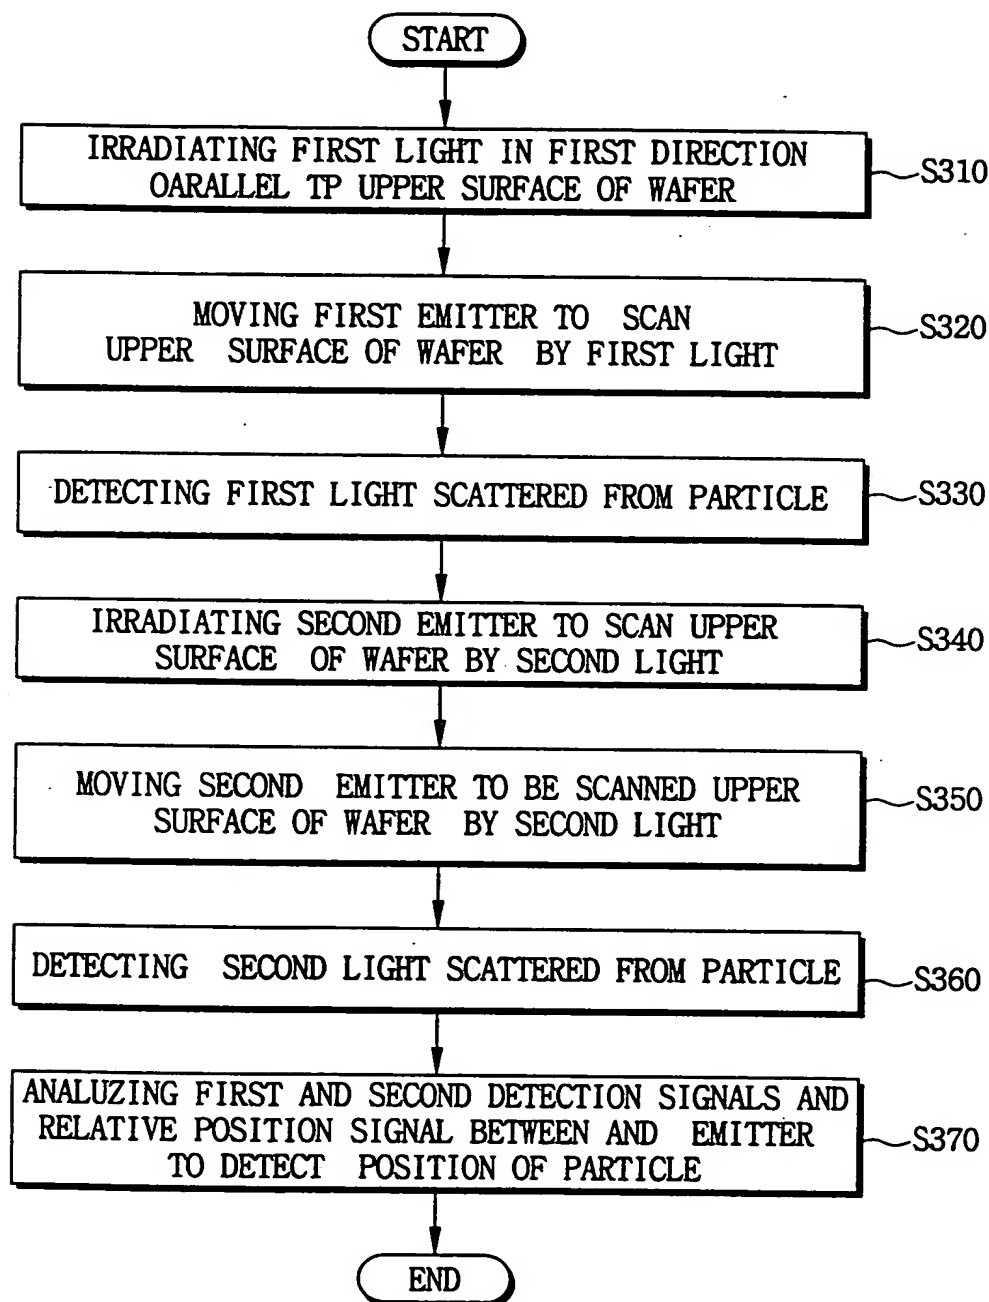 START
IRRADIATING FIRST LIGHT IN FIRST DIRECTION
OARALLEL TP UPPER SURFACE OF WAFER
S310
MOVING FIRST EMITTER TO SCAN
UPPER SURFACE OF WAFER BY FIRST LIGHT
S320
DETECTING FIRST LIGHT SCATTERED FROM PARTICLE
S330
IRRADIATING SECOND EMITTER TO SCAN UPPER
SURFACE OF WAFER BY SECOND LIGHT
S340
MOVING SECOND EMITTER TO BE SCANNED UPPER
SURFACE OF WAFER BY SECOND LIGHT
S350
DETECTING SECOND LIGHT SCATTERED FROM PARTICLE
S360
ANALUZING FIRST AND SECOND DETECTION SIGNALS AND
RELATIVE POSITION SIGNAL BETWEEN AND EMITTER
TO DETECT POSITION OF PARTICLE
S370
END